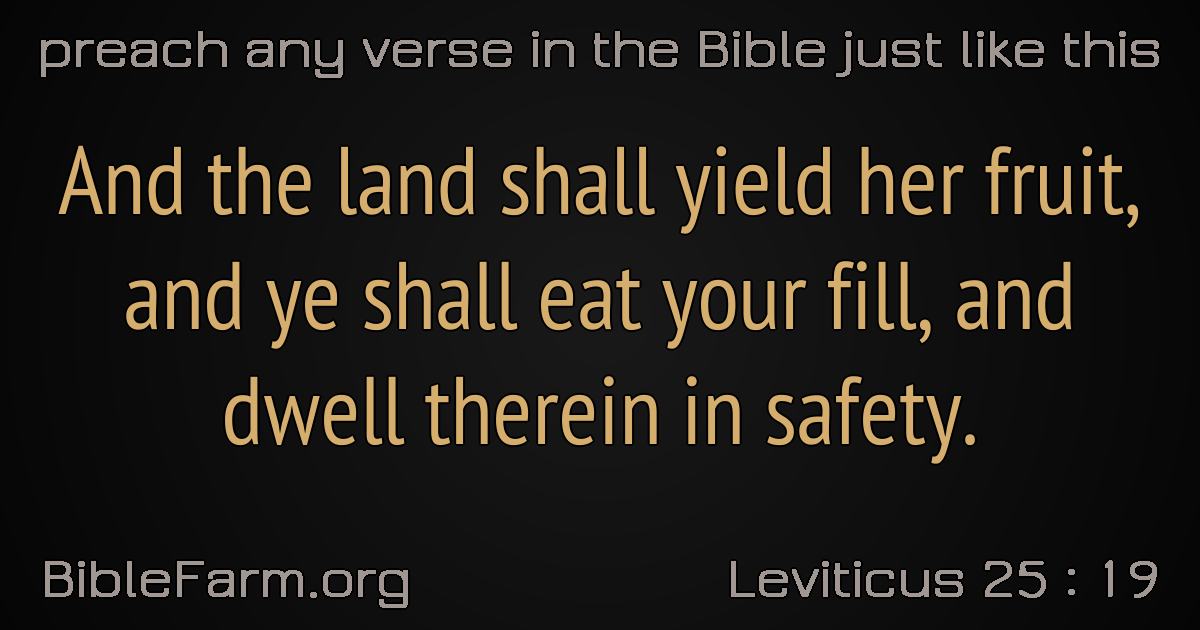 preach any verse in the Bible just like this
And the land shall yield her fruit,
and ye shall eat your fill, and
dwell therein in safety.
BibleFarm.org
Leviticus 25 : 19